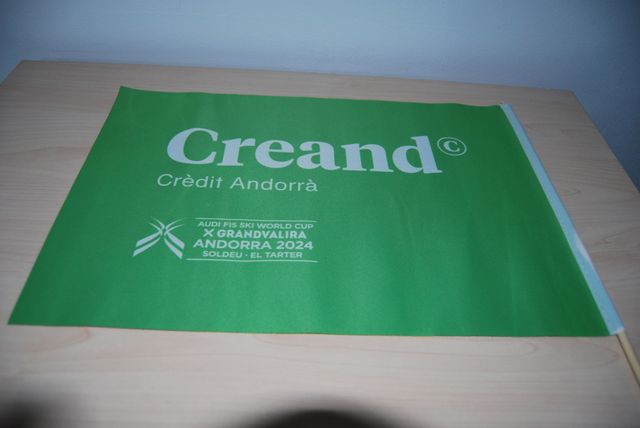 Creand©
Crèdit Andorrà
AUDI FIS SKI WORLD CUP
X GRANDVALIRA
ANDORRA 2024
SOLDEU · EL TARTER